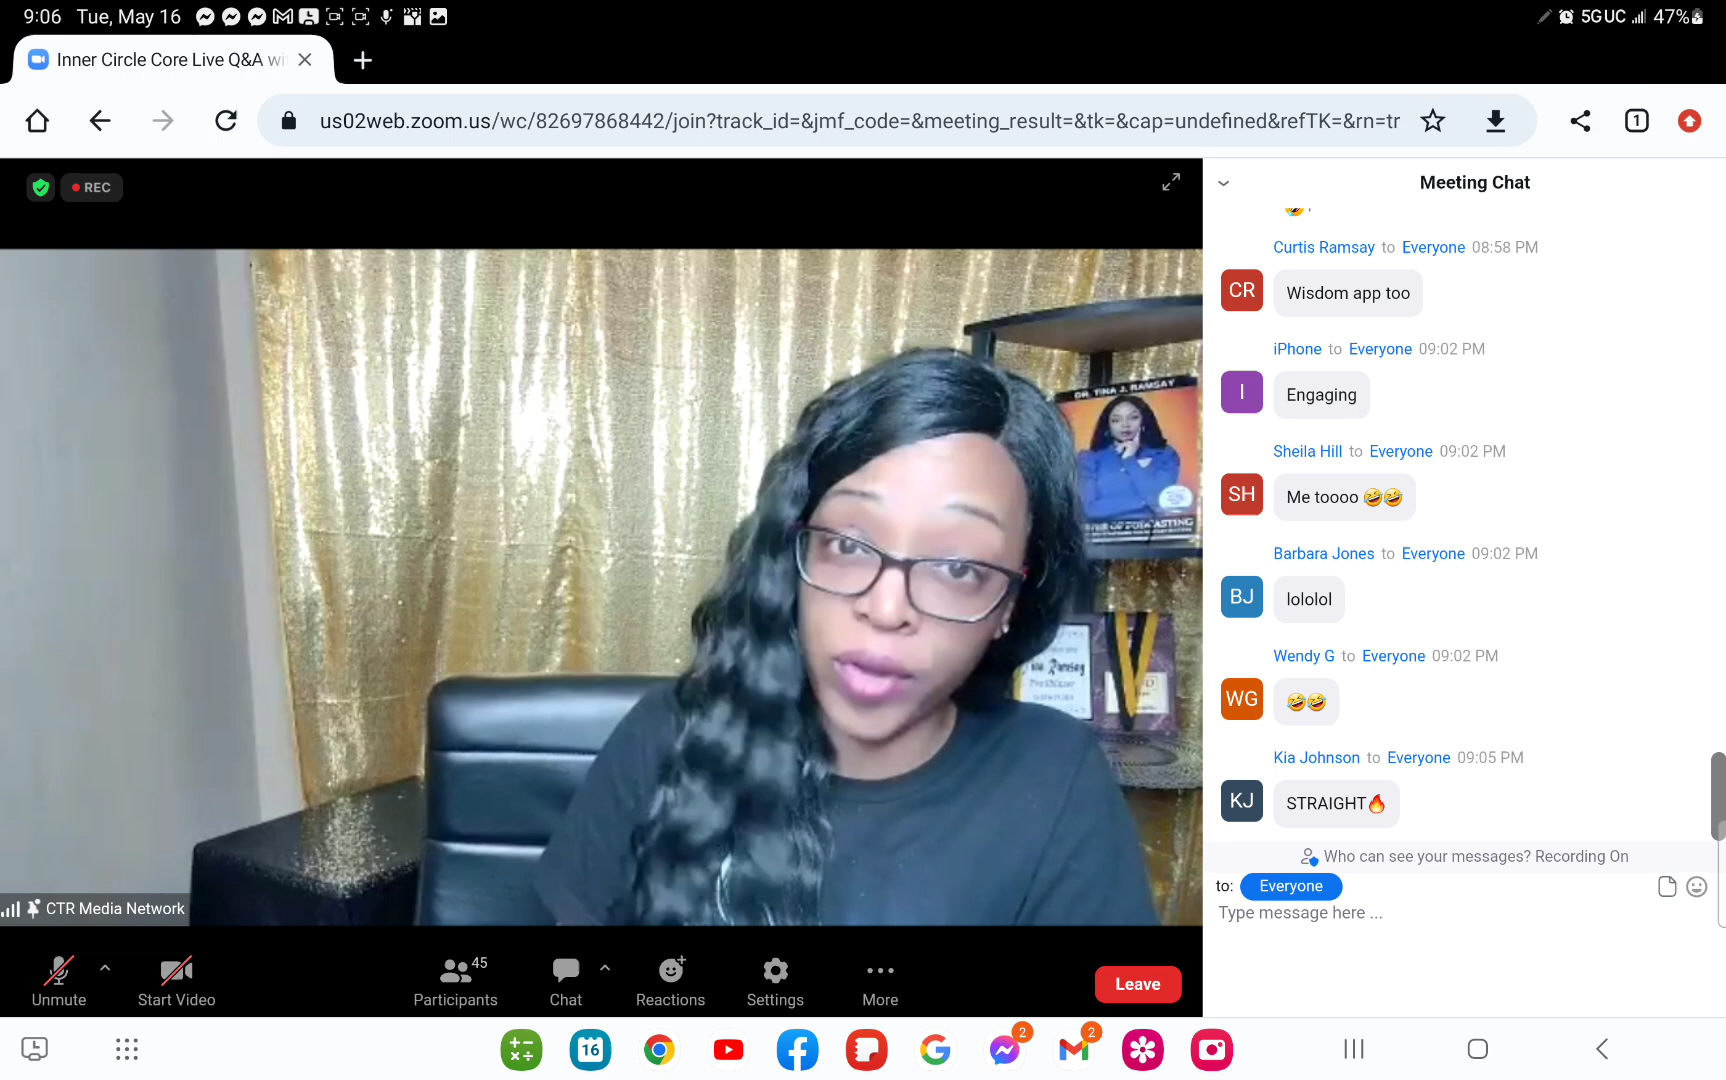 9:06 Tue, May 16
5GUC 47%
Inner Circle Core Live Q&A wi
us02web.zoom.us/wc/82697868442/join?track_id=&jmf_code=&meeting_result=&tk=&cap=undefined&refTK=&rn=tr
1
REC
DR. TINA J. RAMSAY
Ramsay
CTR Media Network
Meeting Chat
Curtis Ramsay to Everyone 08:58 PM
CR
Wisdom app too
iPhone to Everyone 09:02 PM
I
Engaging
Sheila Hill to Everyone 09:02 PM
SH
Me toooo 🤣🤣
Barbara Jones to Everyone 09:02 PM
BJ
lololol
Wendy G to Everyone 09:02 PM
WG
🤣🤣
Kia Johnson to Everyone 09:05 PM
KJ
STRAIGHT🔥
Who can see your messages? Recording On
to: Everyone
Type message here ...
Unmute
Start Video
45
Participants
Chat
Reactions
Settings
More
Leave
16
2
2